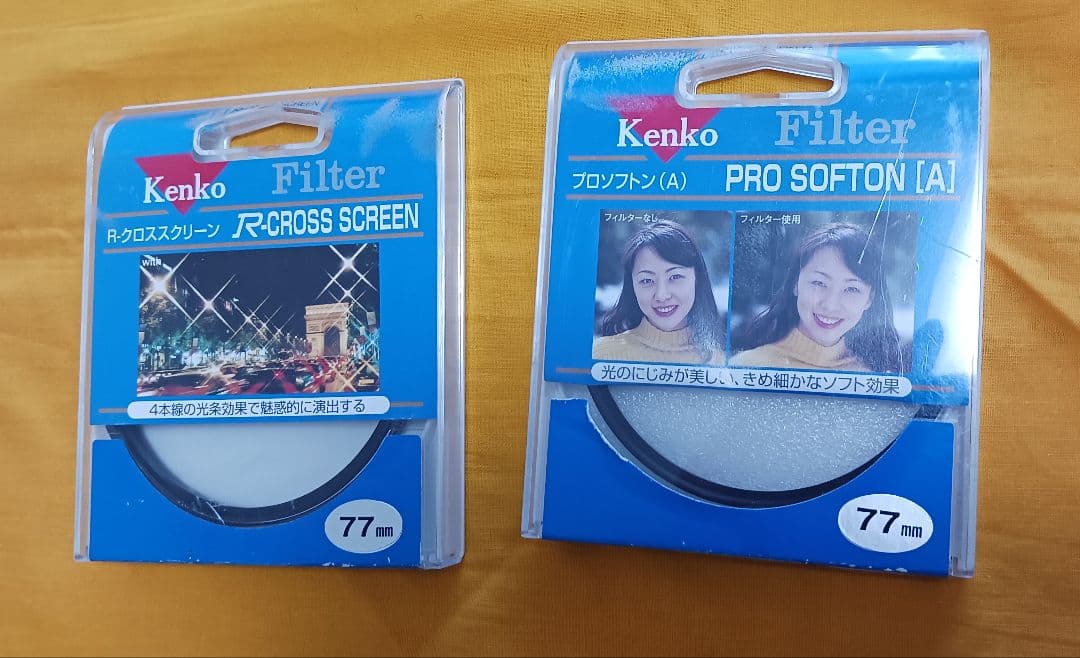 Kenko Filter
R-クロススクリーン R-CROSS SCREEN
with
4本線の光条効果で魅惑的に演出する
77mm
Kenko Filter
プロソフトン(A) PRO SOFTON [A]
フィルターなし フィルター使用
光のにじみが美しい、きめ細かなソフト効果
77mm